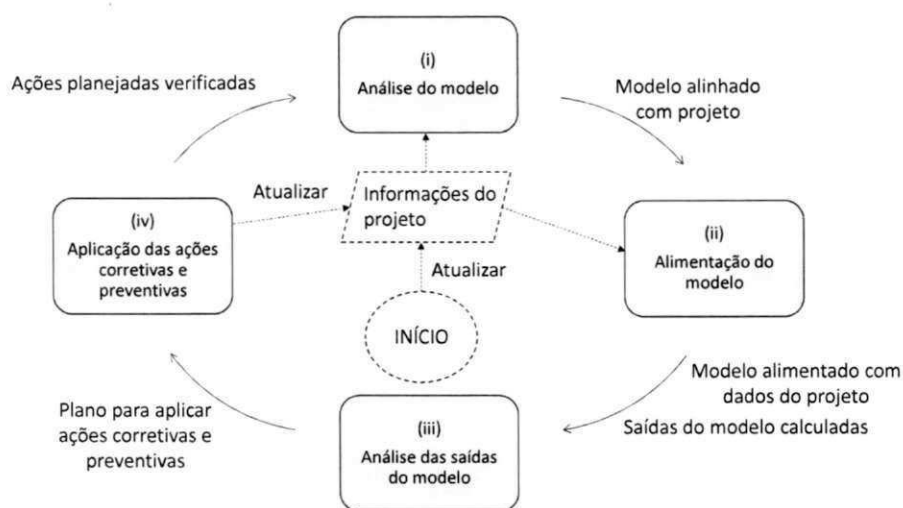 (i)
Análise do modelo
Ações planejadas verificadas
Modelo alinhado
com projeto
Atualizar
Informações do
projeto
(iv)
Aplicação das ações
corretivas e
preventivas
(ii)
Alimentação do
modelo
Atualizar
INÍCIO
Modelo alimentado com
dados do projeto
Saídas do modelo calculadas
Plano para aplicar
ações corretivas e
preventivas
(iii)
Análise das saídas
do modelo